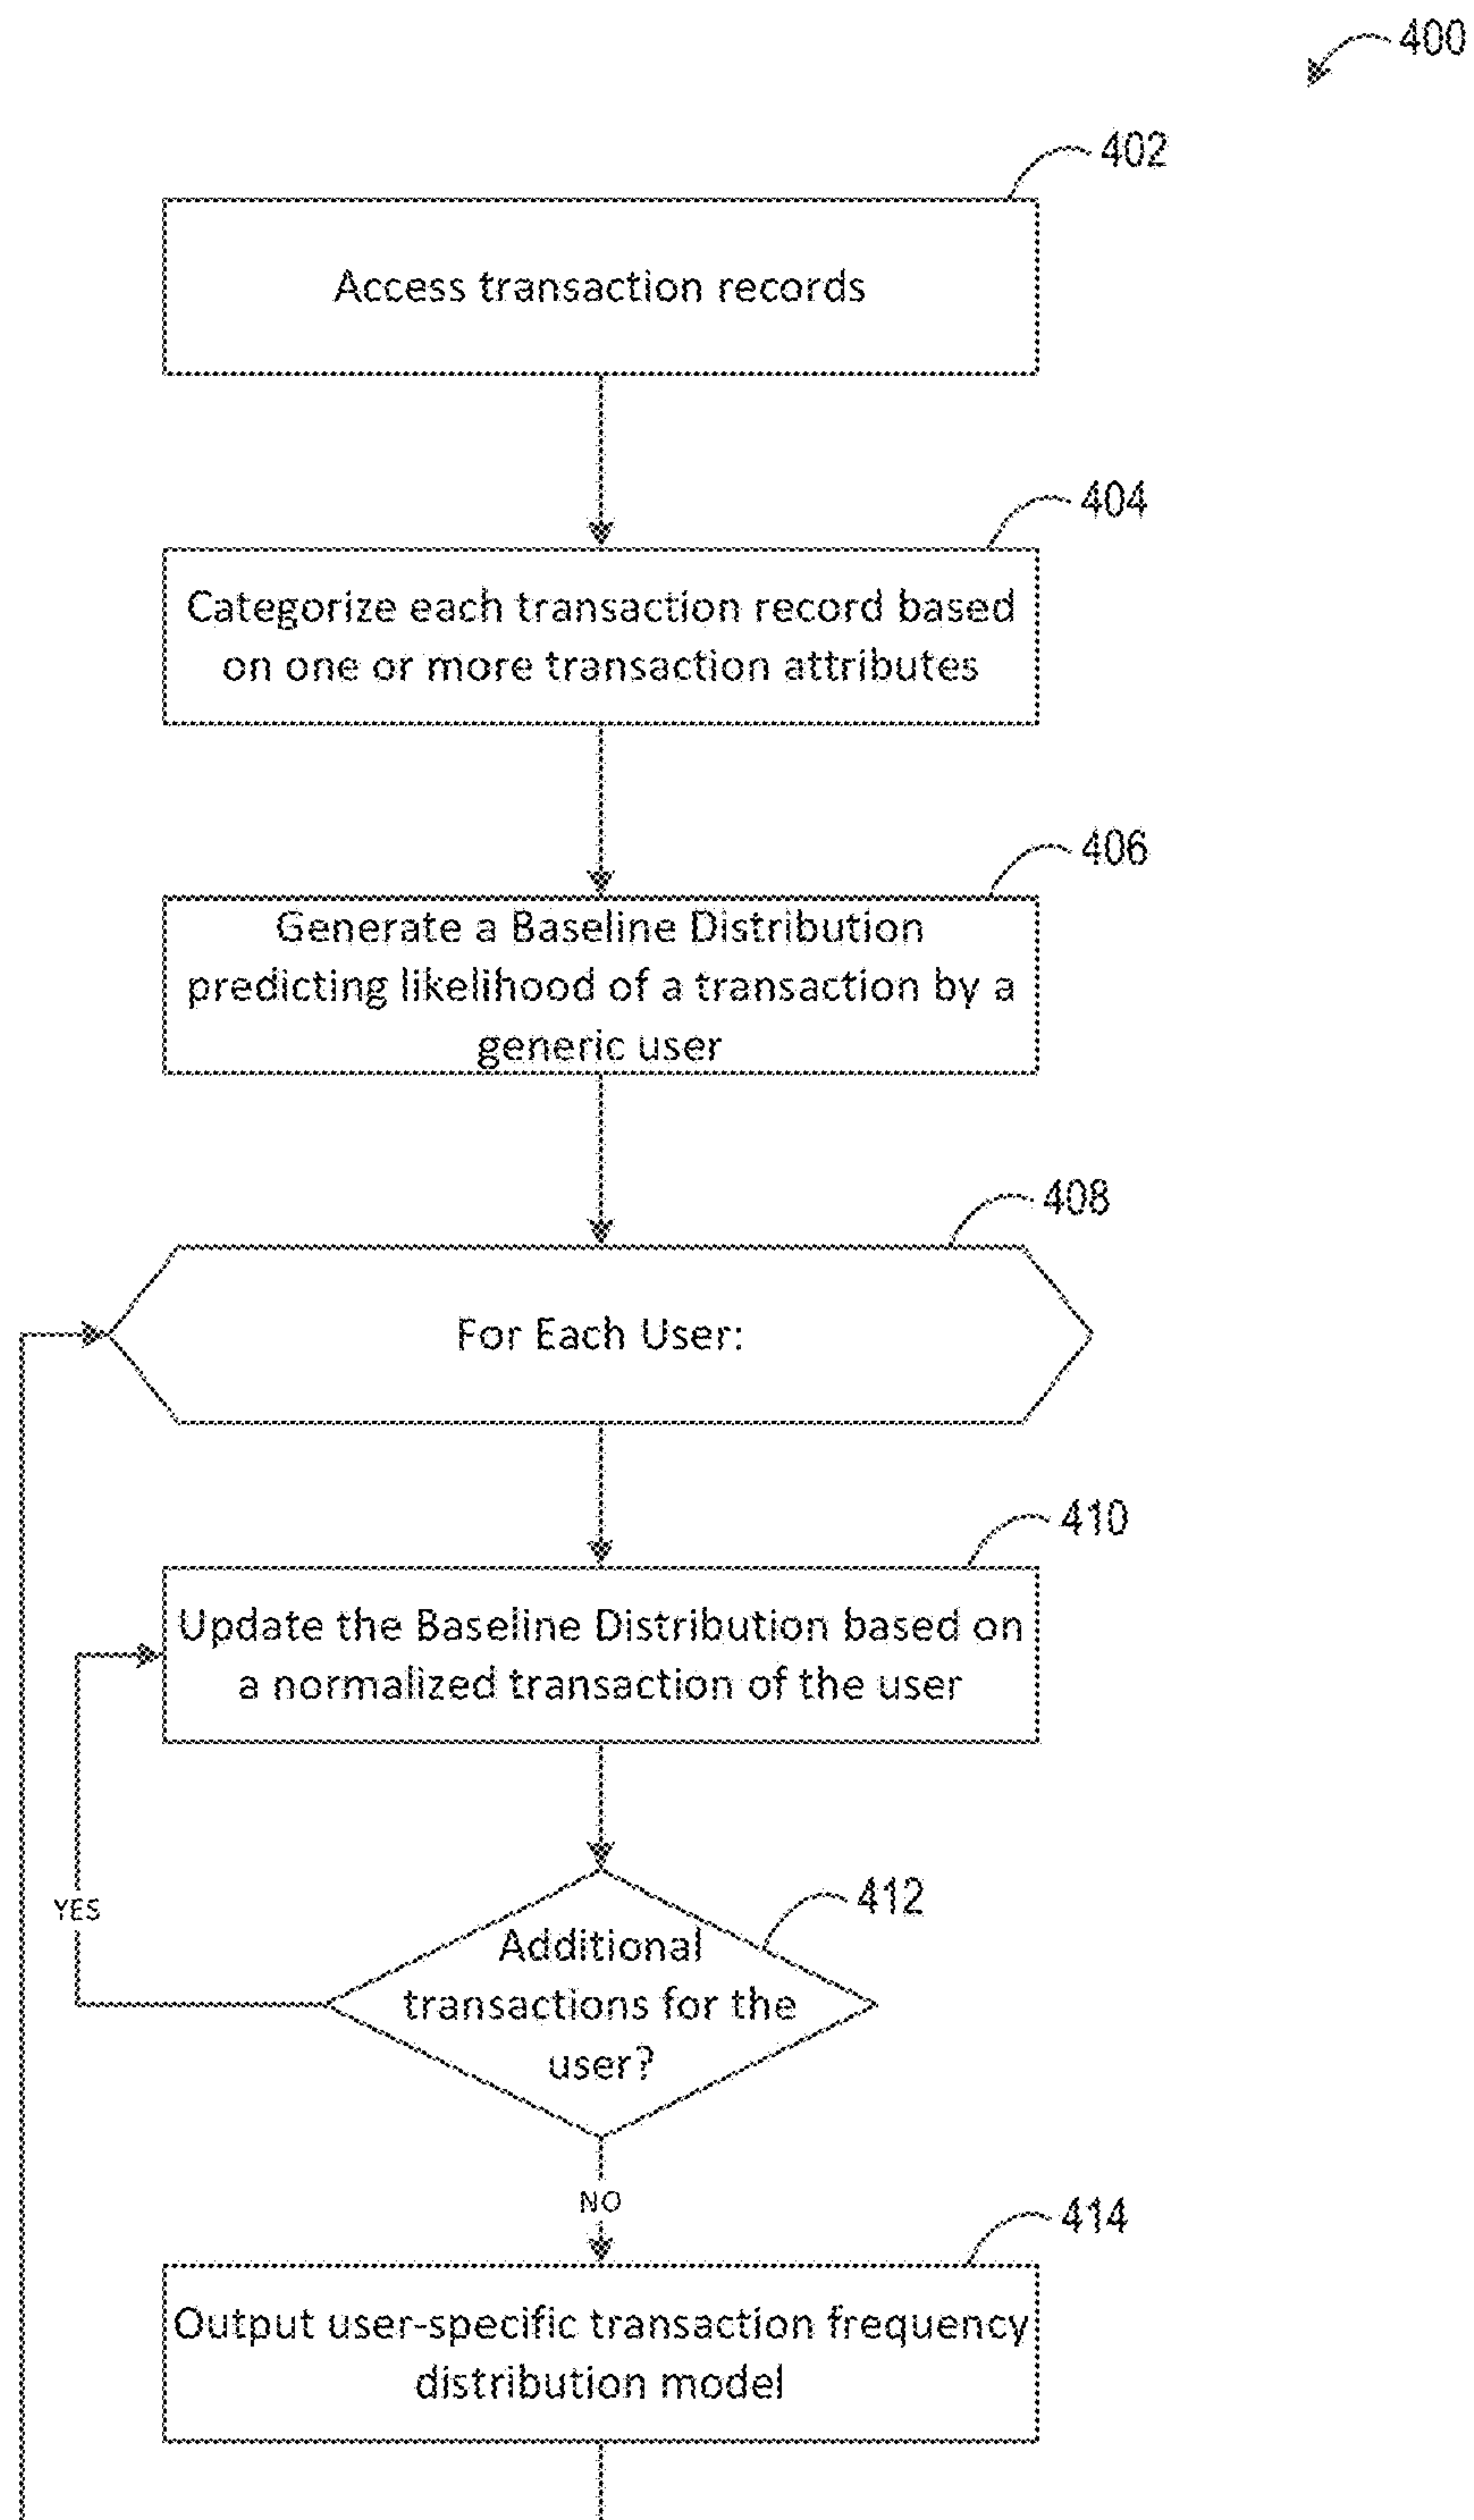 400
402
Access transaction records
404
Categorize each transaction record based
on one or more transaction attributes
406
Generate a Baseline Distribution
predicting likelihood of a transaction by a
generic user
408
For Each User:
410
Update the Baseline Distribution based on
a normalized transaction of the user
YES
412
Additional
transactions for the
user?
NO
414
Output user-specific transaction frequency
distribution model